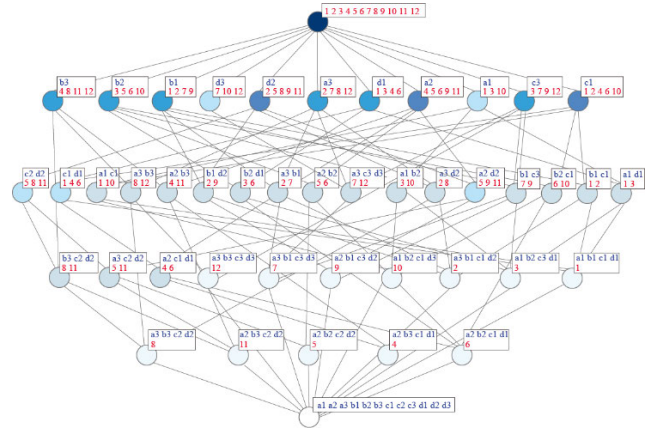 1 2 3 4 5 6 7 8 9 10 11 12
b3
4 8 11 12
b2
3 5 6 10
b1
1 2 7 9
d3
7 10 12
d2
2 5 8 9 11
a3
2 7 8 12
d1
1 3 4 6
a2
4 5 6 9 11
a1
1 3 10
c3
3 7 9 12
c1
1 2 4 6 10
c2 d2
5 8 11
c1 d1
1 4 6
a1 c1
1 10
a3 b3
8 12
a2 b3
4 11
b1 d2
2 9
b2 d1
3 6
a3 b1
2 7
a2 b2
5 6
a3 c3 d3
7 12
a1 b2
3 10
a3 d2
2 8
a2 d2
5 9 11
b1 c3
7 9
b2 c1
6 10
b1 c1
1 2
a1 d1
1 3
b3 c2 d2
8 11
a3 c2 d2
5 11
a2 c1 d1
4 6
a3 b3 c3 d3
12
a3 b1 c3 d3
7
a2 b1 c3 d2
9
a1 b2 c1 d3
10
a3 b1 c1 d2
2
a1 b2 c3 d1
3
a1 b1 c1 d1
1
a3 b3 c2 d2
8
a2 b3 c2 d2
11
a2 b2 c2 d2
5
a2 b3 c1 d1
4
a2 b2 c1 d1
6
a1 a2 a3 b1 b2 b3 c1 c2 c3 d1 d2 d3